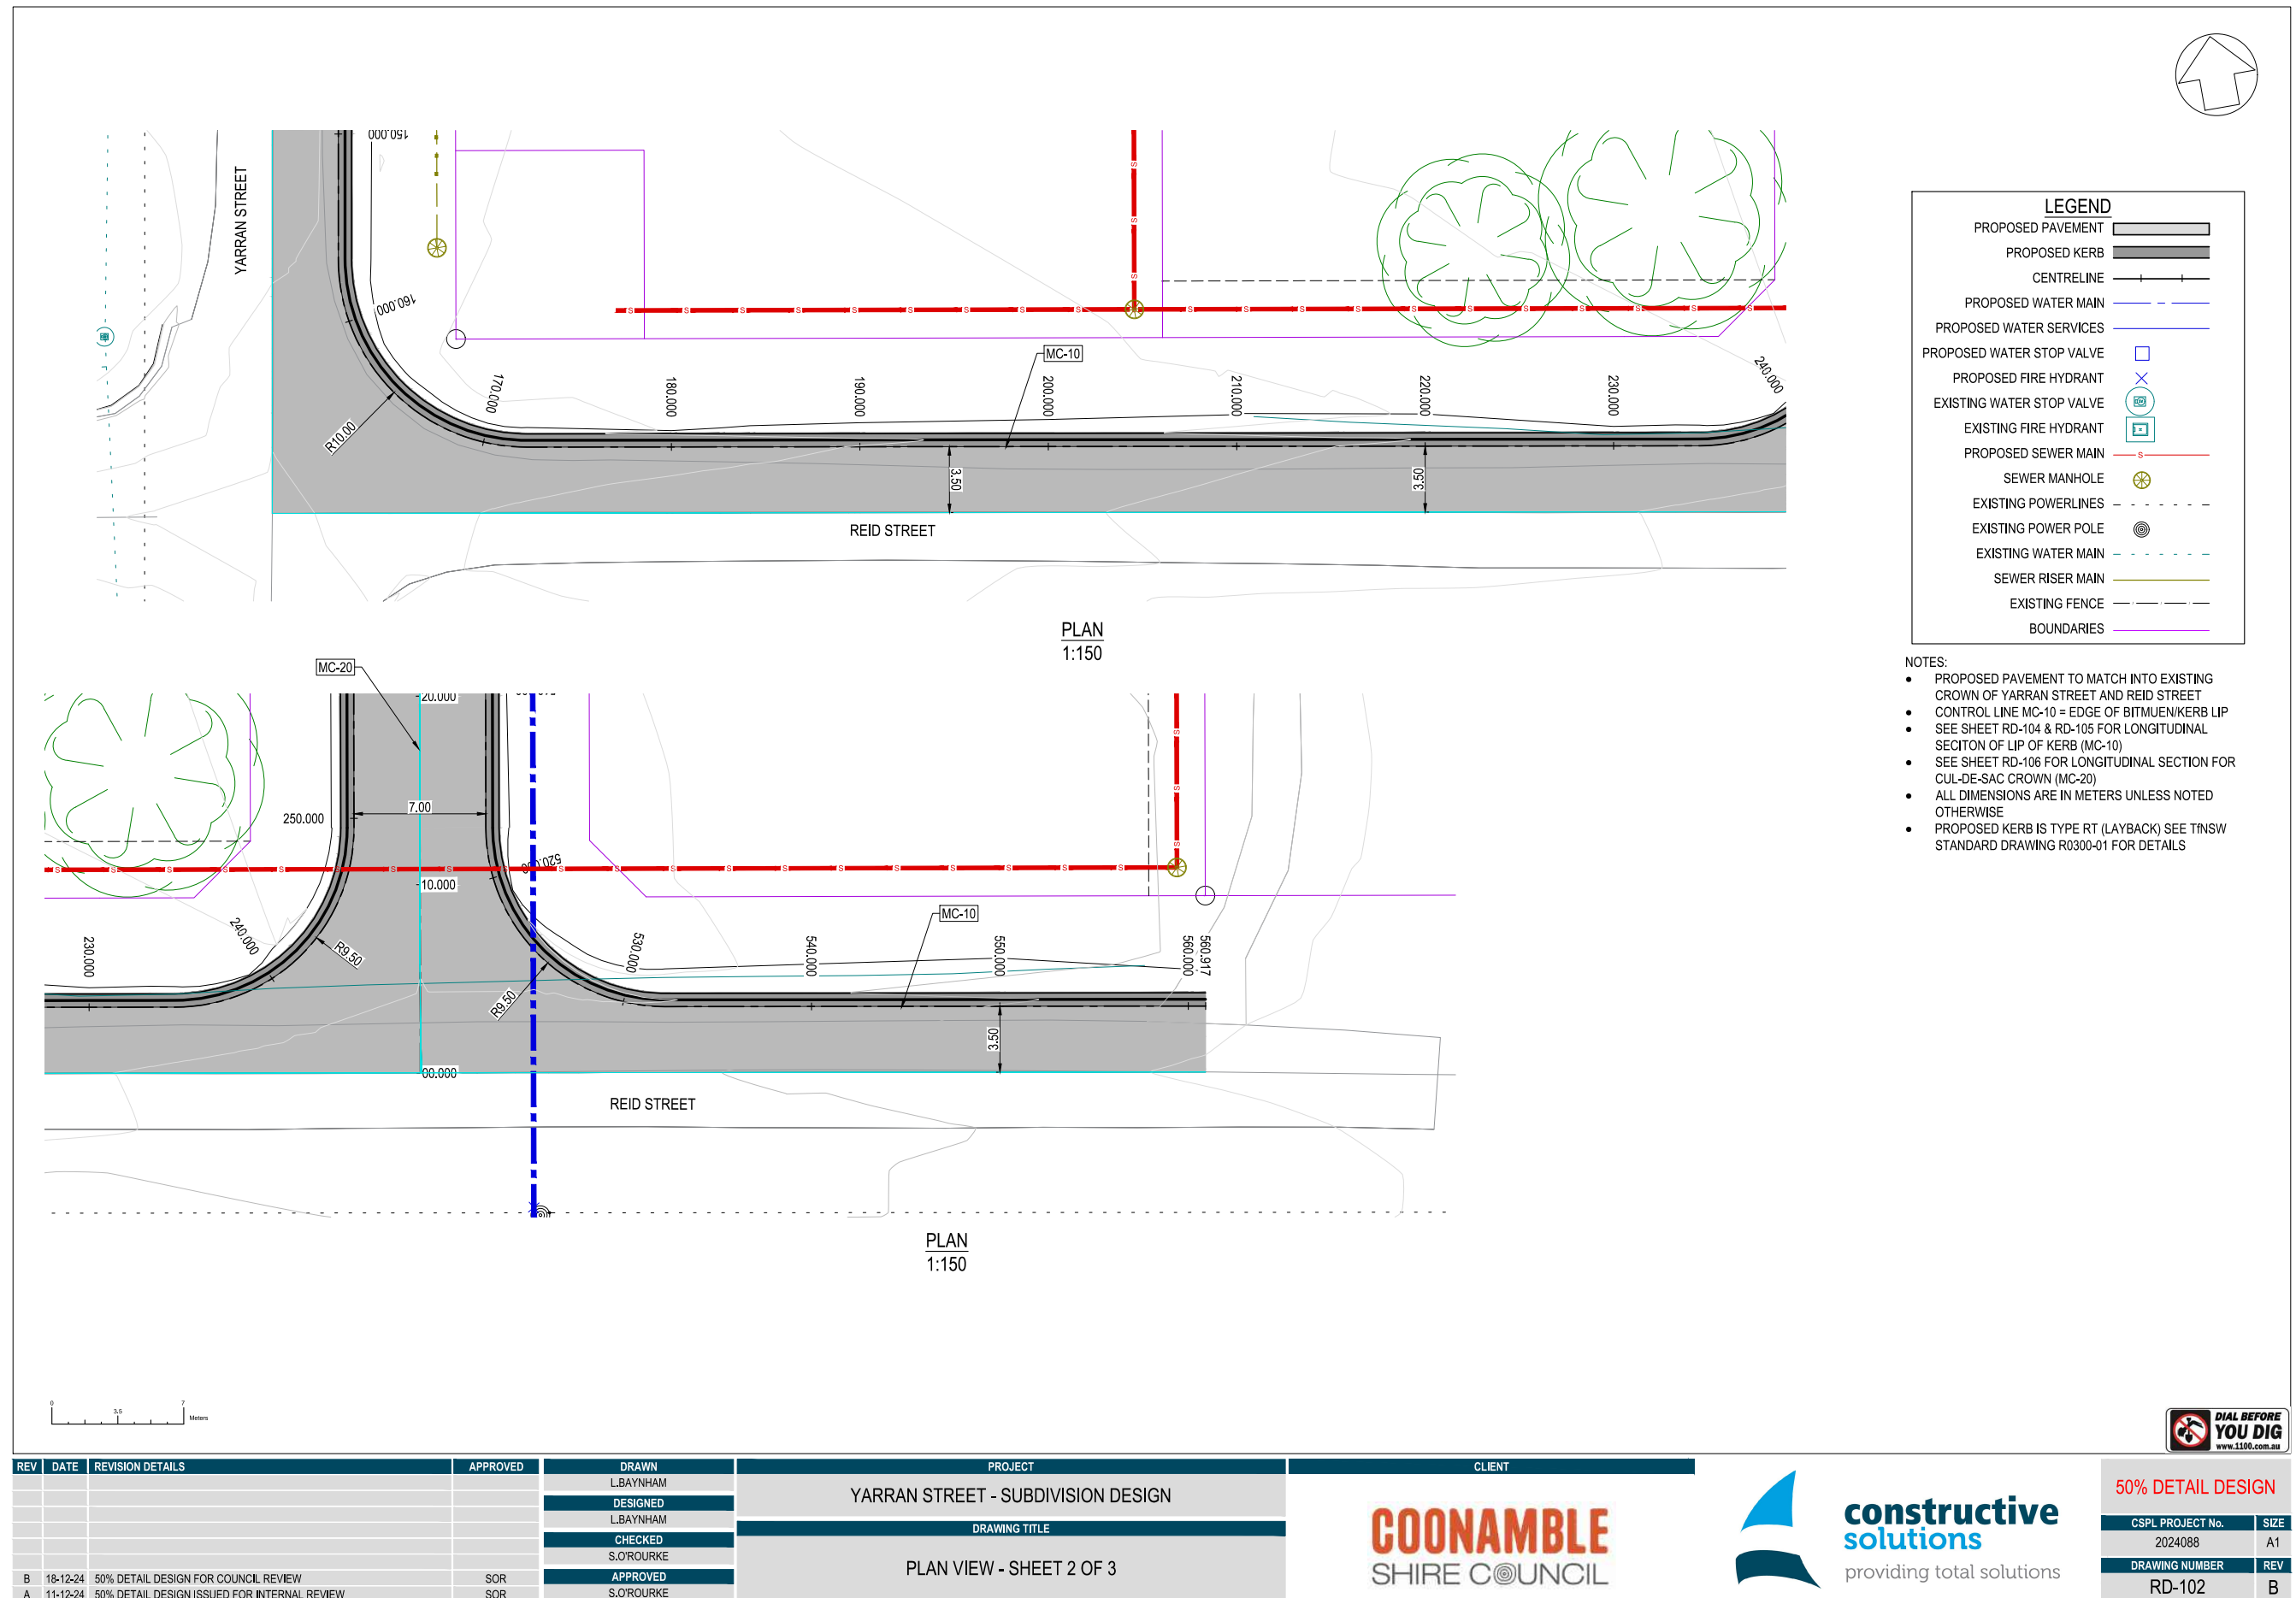 YARRAN STREET
150.000
160.000
170.000
180.000
190.000
200.000
210.000
220.000
230.000
240.000
MC-10
R10.00
3.50
3.50
REID STREET
PLAN
1:150
LEGEND
PROPOSED PAVEMENT
PROPOSED KERB
CENTRELINE
PROPOSED WATER MAIN
PROPOSED WATER SERVICES
PROPOSED WATER STOP VALVE
PROPOSED FIRE HYDRANT
EXISTING WATER STOP VALVE
EXISTING FIRE HYDRANT
PROPOSED SEWER MAIN
SEWER MANHOLE
EXISTING POWERLINES
EXISTING POWER POLE
EXISTING WATER MAIN
SEWER RISER MAIN
EXISTING FENCE
BOUNDARIES
NOTES:
• PROPOSED PAVEMENT TO MATCH INTO EXISTING
CROWN OF YARRAN STREET AND REID STREET
• CONTROL LINE MC-10 = EDGE OF BITMUEN/KERB LIP
• SEE SHEET RD-104 & RD-105 FOR LONGITUDINAL
SECITON OF LIP OF KERB (MC-10)
• SEE SHEET RD-106 FOR LONGITUDINAL SECTION FOR
CUL-DE-SAC CROWN (MC-20)
• ALL DIMENSIONS ARE IN METERS UNLESS NOTED
OTHERWISE
• PROPOSED KERB IS TYPE RT (LAYBACK) SEE TfNSW
STANDARD DRAWING R0300-01 FOR DETAILS
MC-20
20.000
7.00
250.000
520.000
10.000
230.000
240.000
R9.50
R9.50
530.000
MC-10
540.000
550.000
560.000
560.917
3.50
00.000
REID STREET
PLAN
1:150
0 3.5 7
Meters
DIAL BEFORE
YOU DIG
www.1100.com.au
REV DATE REVISION DETAILS APPROVED
B 18-12-24 50% DETAIL DESIGN FOR COUNCIL REVIEW SOR
A 11-12-24 50% DETAIL DESIGN ISSUED FOR INTERNAL REVIEW SOR
DRAWN
L.BAYNHAM
DESIGNED
L.BAYNHAM
CHECKED
S.O'ROURKE
APPROVED
S.O'ROURKE
PROJECT
YARRAN STREET - SUBDIVISION DESIGN
DRAWING TITLE
PLAN VIEW - SHEET 2 OF 3
CLIENT
COONAMBLE
SHIRE COUNCIL
constructive
solutions
providing total solutions
50% DETAIL DESIGN
CSPL PROJECT No. SIZE
2024088 A1
DRAWING NUMBER REV
RD-102 B